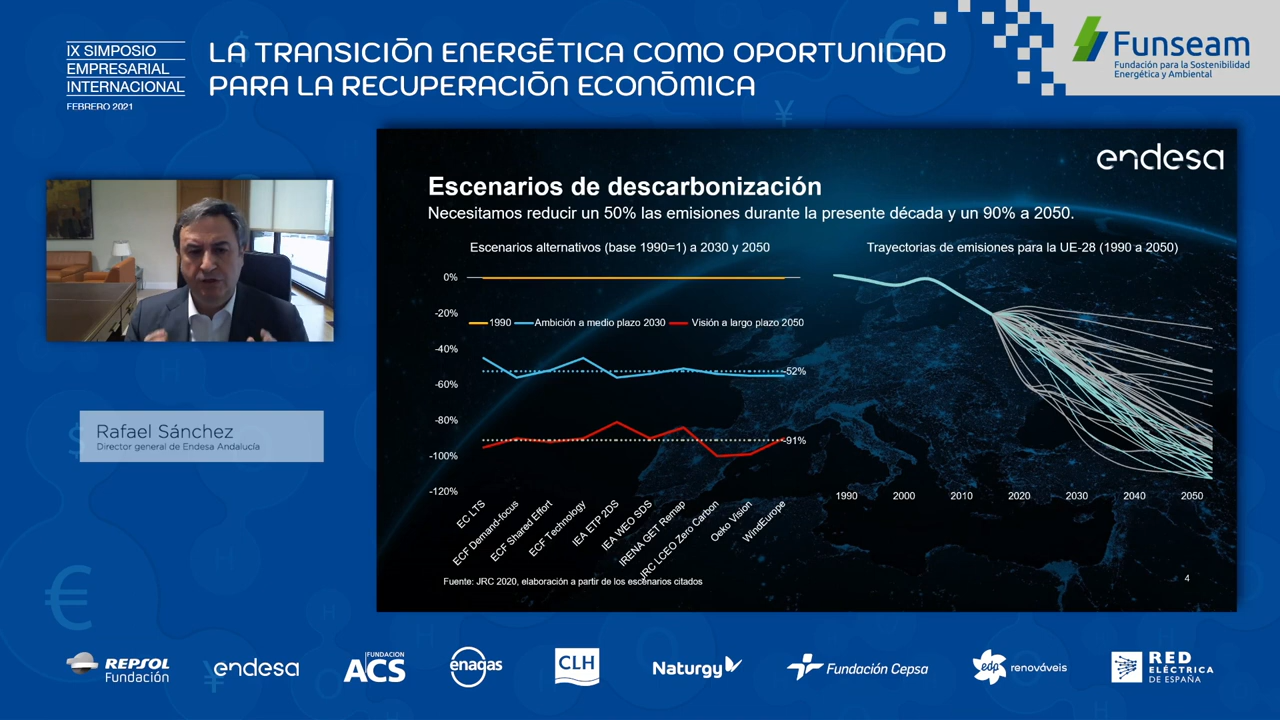 IX SIMPOSIO
EMPRESARIAL
INTERNACIONAL
FEBRERO 2021
LA TRANSICIÓN ENERGÉTICA COMO OPORTUNIDAD
PARA LA RECUPERACIÓN ECONÓMICA
Funseam
Fundación para la Sostenibilidad
Energética y Ambiental
endesa
Escenarios de descarbonización
Necesitamos reducir un 50% las emisiones durante la presente década y un 90% a 2050.
Escenarios alternativos (base 1990=1) a 2030 y 2050
0%
-20%
-40%
-60%
-80%
-100%
-120%
1990
Ambición a medio plazo 2030
Visión a largo plazo 2050
-52%
-91%
EC LTS
ECF Demand-focus
ECF Shared Effort
ECF Technology
IEA ETP 2DS
IEA WEO SDS
IRENA GET Remap
JRC LCEO Zero Carbon
Oeko Vision
WindEurope
Trayectorias de emisiones para la UE-28 (1990 a 2050)
1990 2000 2010 2020 2030 2040 2050
Fuente: JRC 2020, elaboración a partir de los escenarios citados
4
Rafael Sánchez
Director general de Endesa Andalucía
REPSOL
Fundación
endesa
FUNDACION
ACS
enagas
CLH
Naturgy
Fundación Cepsa
edp
renováveis
RED
ELÉCTRICA
DE ESPAÑA